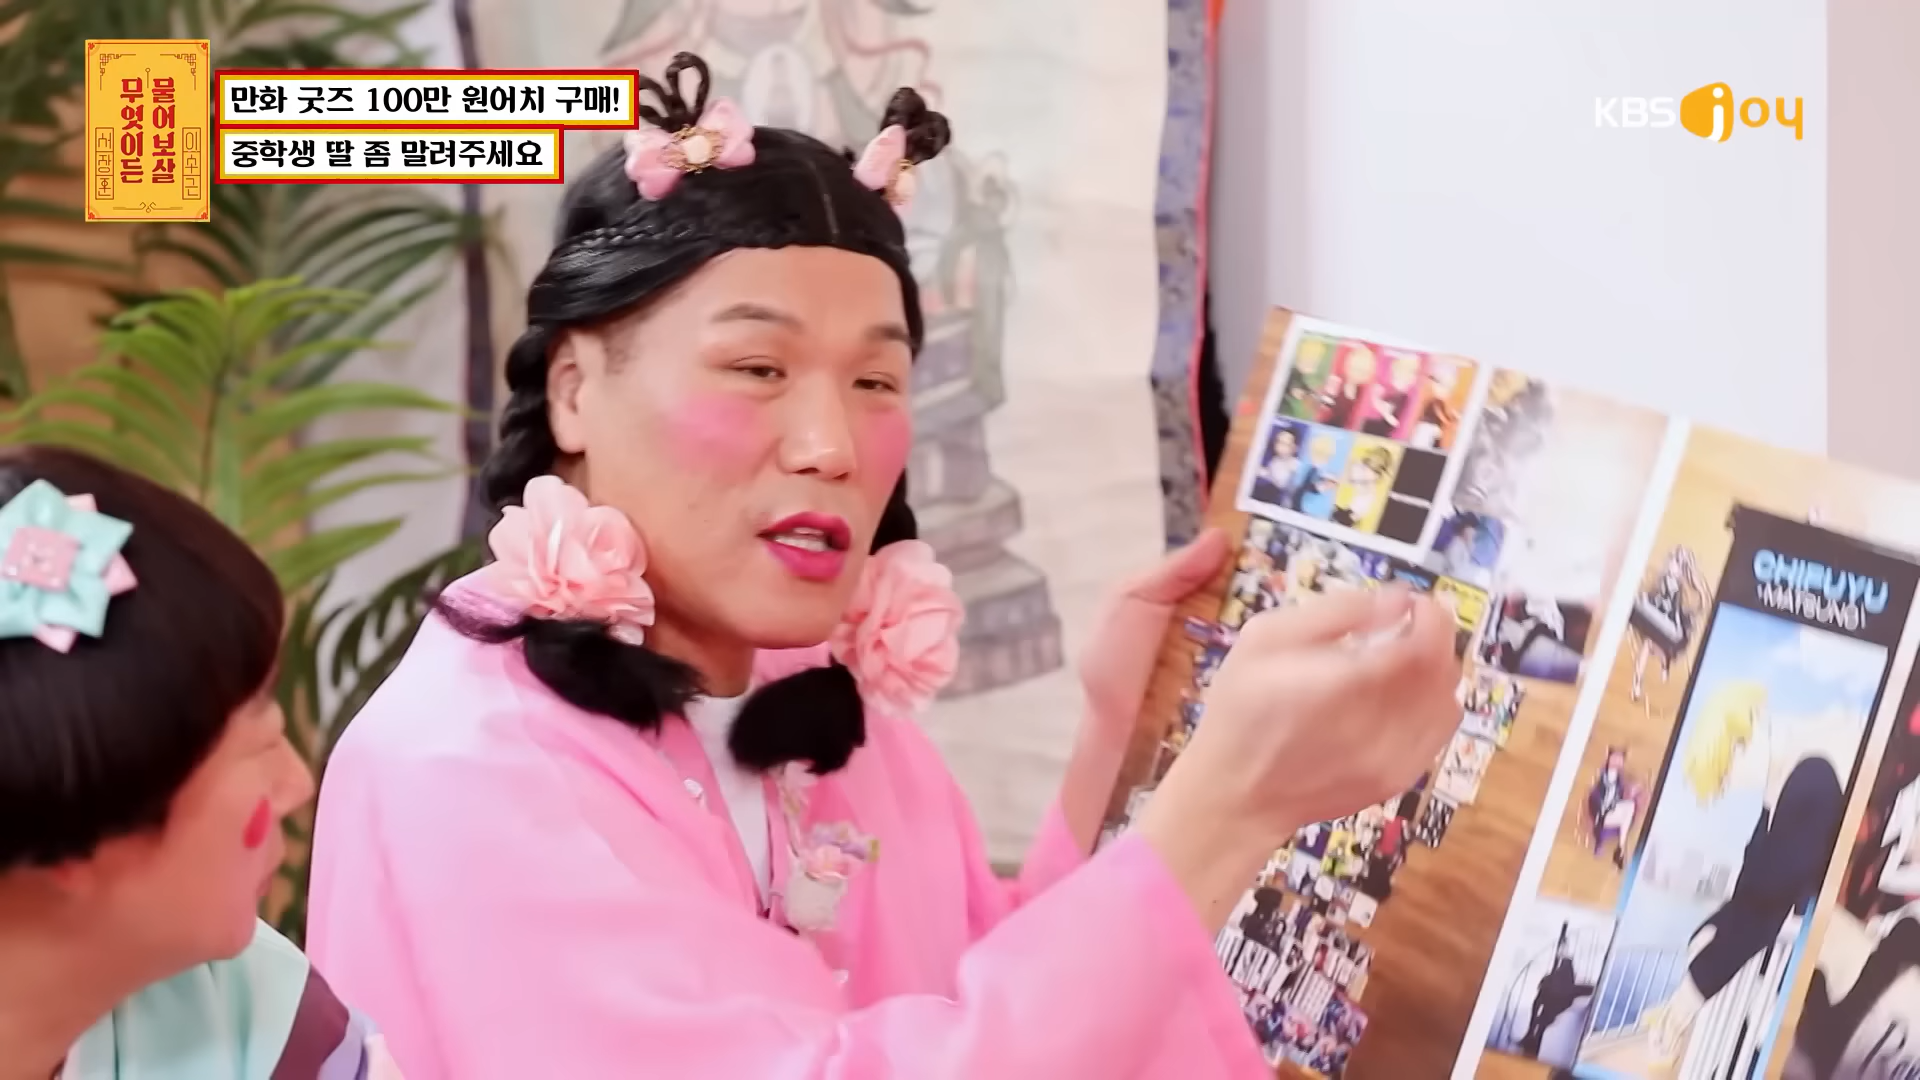 무엇이든
물어보살
서장훈
이수근
만화 굿즈 100만 원어치 구매!
중학생 딸 좀 말려주세요
KBS joy
CHIFUYU
MATSUNO